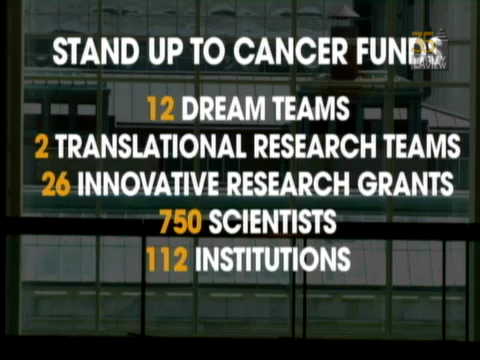 STAND UP TO CANCER
35
12 DREAM TEAMS
2 TRANSLATIONAL RESEARCH TEAMS
26 INNOVATIVE RESEARCH GRANTS
750 SCIENTISTS
112 INSTITUTIONS